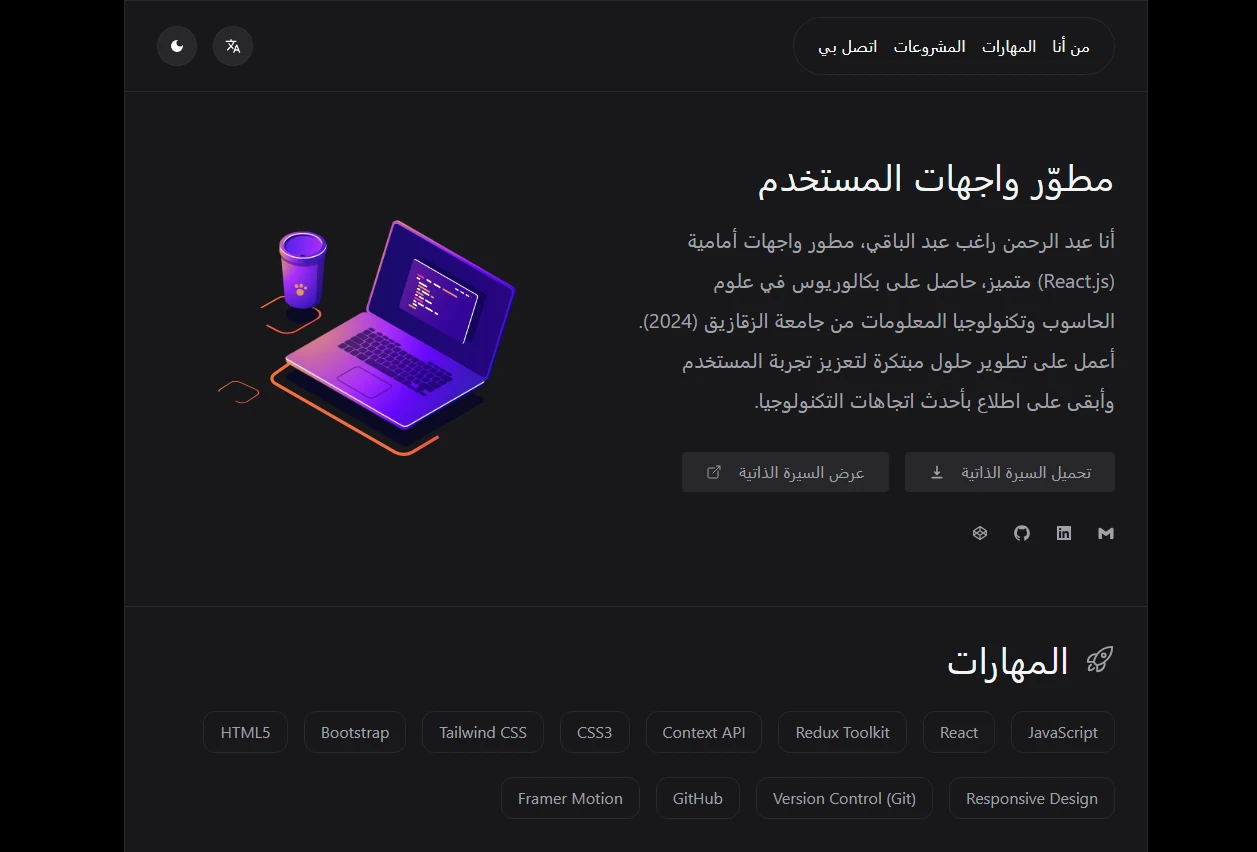 من أنا المهارات المشروعات اتصل بي
مطوّر واجهات المستخدم
أنا عبد الرحمن راغب عبد الباقي، مطور واجهات أمامية
(React.js) متميز، حاصل على بكالوريوس في علوم
الحاسوب وتكنولوجيا المعلومات من جامعة الزقازيق (2024).
أعمل على تطوير حلول مبتكرة لتعزيز تجربة المستخدم
وأبقى على اطلاع بأحدث اتجاهات التكنولوجيا.
تحميل السيرة الذاتية عرض السيرة الذاتية
المهارات
JavaScript React Redux Toolkit Context API CSS3 Tailwind CSS Bootstrap HTML5
Responsive Design Version Control (Git) GitHub Framer Motion